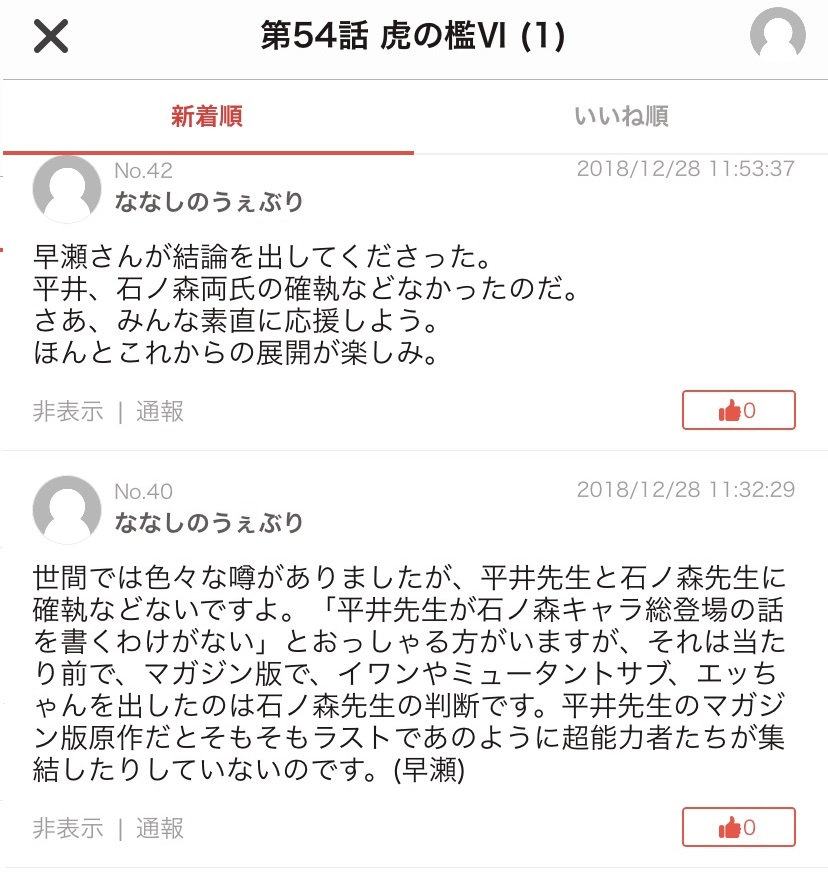 第54話 虎の檻Ⅵ (1)
新着順
いいね順
No.42
2018/12/28 11:53:37
ななしのうぇぶり
早瀬さんが結論を出してくださった。
平井、石ノ森両氏の確執などなかったのだ。
さあ、みんな素直に応援しよう。
ほんとこれからの展開が楽しみ。
非表示 | 通報
0
No.40
2018/12/28 11:32:29
ななしのうぇぶり
世間では色々な噂がありましたが、平井先生と石ノ森先生に
確執などないですよ。「平井先生が石ノ森キャラ総登場の話
を書くわけがない」とおっしゃる方がいますが、それは当た
り前で、マガジン版で、イワンやミュータントサブ、エッち
ゃんを出したのは石ノ森先生の判断です。平井先生のマガジ
ン版原作だとそもそもラストであのように超能力者たちが集
結したりしていないのです。(早瀬)
非表示 | 通報
0